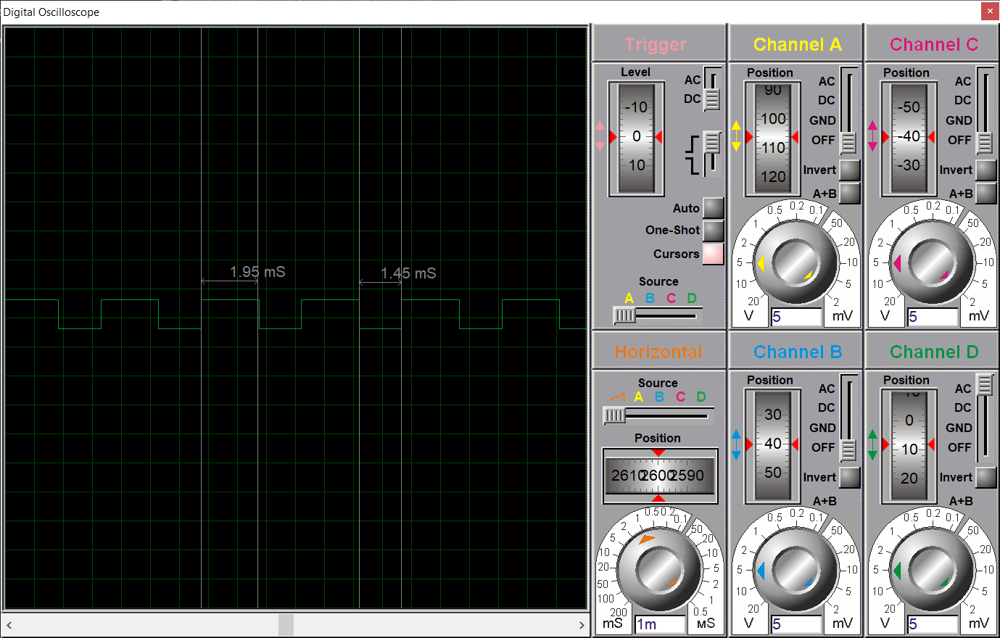 Digital Oscilloscope
1.95 mS
1.45 mS
Trigger
Level
-10
0
10
AC
DC
Auto
One-Shot
Cursors
Source
A B C D
Channel A
Position
90
100
110
120
AC
DC
GND
OFF
Invert
A+B
20 10 5 2 1 0.5 0.2 0.1 50 20 10 5 2
V
5
mV
Channel C
Position
-50
-40
-30
AC
DC
GND
OFF
Invert
A+B
20 10 5 2 1 0.5 0.2 0.1 50 20 10 5 2
V
5
mV
Horizontal
Source
A B C D
Position
2610 2600 2590
200 100 50 20 10 5 2 1 0.5 0.2 0.1 50 20 10 5 2 1 0.5
mS
1m
мS
Channel B
Position
30
40
50
AC
DC
GND
OFF
Invert
A+B
20 10 5 2 1 0.5 0.2 0.1 50 20 10 5 2
V
5
mV
Channel D
Position
0
10
20
AC
DC
GND
OFF
Invert
A+B
20 10 5 2 1 0.5 0.2 0.1 50 20 10 5 2
V
5
mV